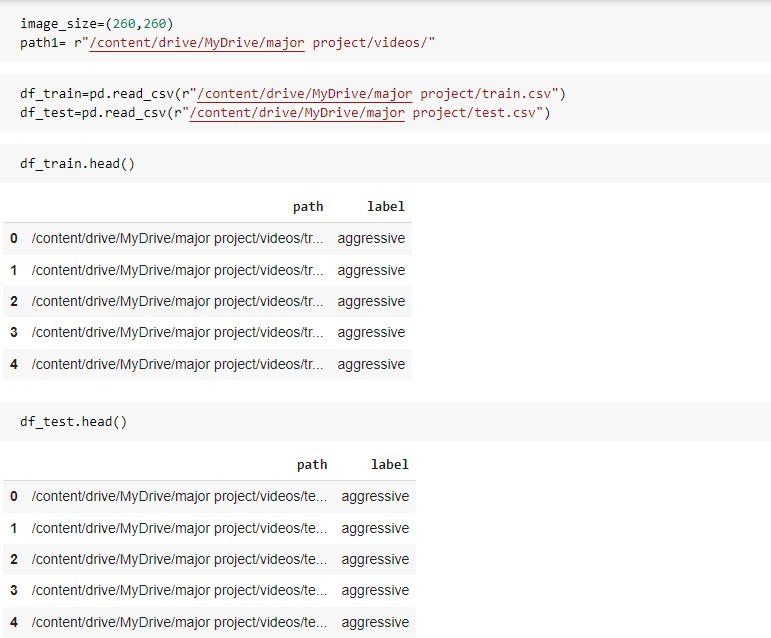 image_size=(260,260)
path1= r"/content/drive/MyDrive/major project/videos/"
df_train=pd.read_csv(r"/content/drive/MyDrive/major project/train.csv")
df_test=pd.read_csv(r"/content/drive/MyDrive/major project/test.csv")
df_train.head()
path label
0 /content/drive/MyDrive/major project/videos/tr... aggressive
1 /content/drive/MyDrive/major project/videos/tr... aggressive
2 /content/drive/MyDrive/major project/videos/tr... aggressive
3 /content/drive/MyDrive/major project/videos/tr... aggressive
4 /content/drive/MyDrive/major project/videos/tr... aggressive
df_test.head()
path label
0 /content/drive/MyDrive/major project/videos/te... aggressive
1 /content/drive/MyDrive/major project/videos/te... aggressive
2 /content/drive/MyDrive/major project/videos/te... aggressive
3 /content/drive/MyDrive/major project/videos/te... aggressive
4 /content/drive/MyDrive/major project/videos/te... aggressive